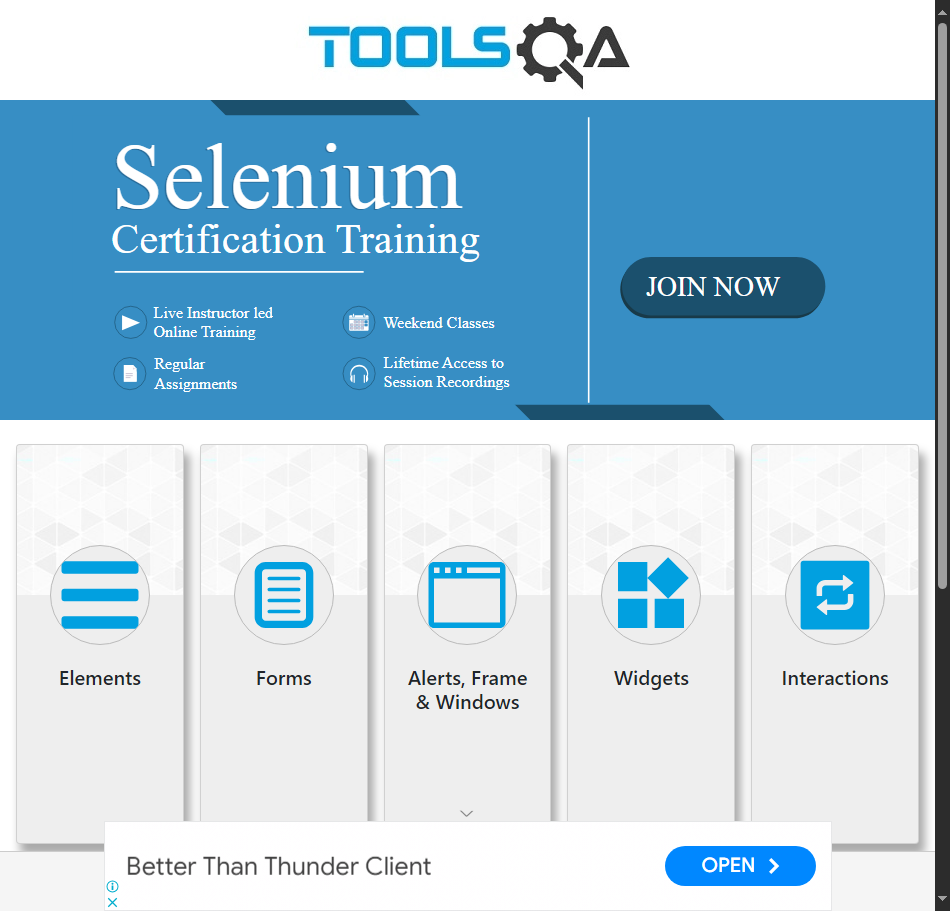 TOOLSQA
Selenium
Certification Training
JOIN NOW
Live Instructor led
Online Training
Weekend Classes
Regular
Assignments
Lifetime Access to
Session Recordings
Elements
Forms
Alerts, Frame
& Windows
Widgets
Interactions
Better Than Thunder Client
OPEN